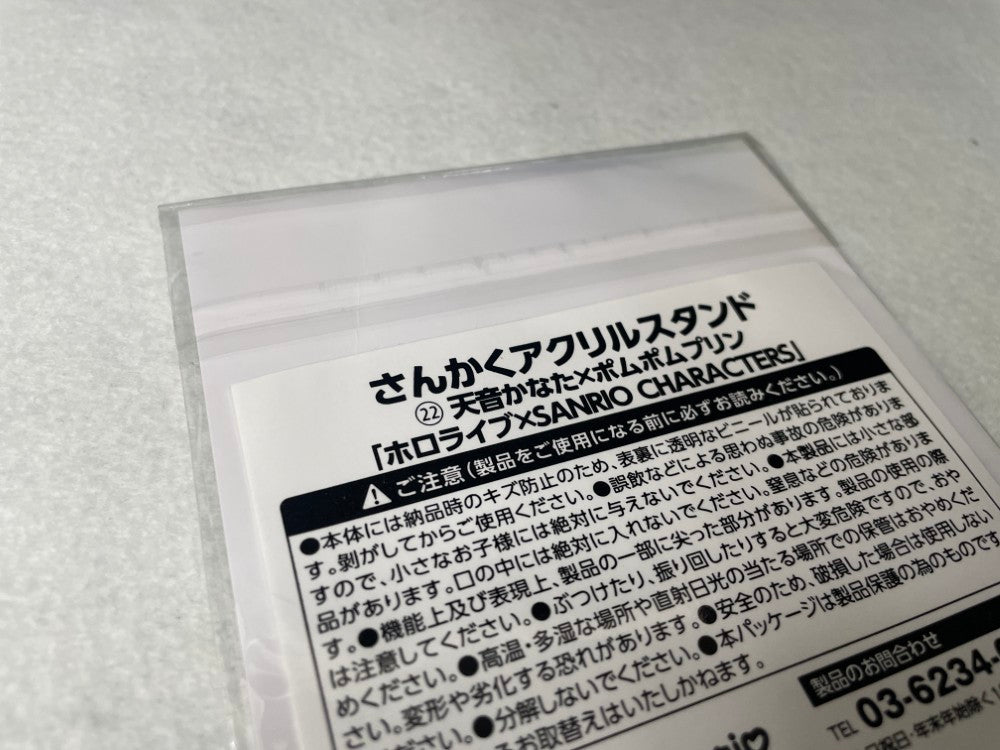 さんかくアクリルスタンド
㉒ 天音かなた×ポムポムプリン
「ホロライブ×SANRIO CHARACTERS」
ご注意(製品をご使用になる前に必ずお読みください。)
●本体には納品時のキズ防止のため、表裏に透明なビニールが貼られておりま
す。剥がしてからご使用ください。●誤飲などによる思わぬ事故の危険がありま
すので、小さなお子様には絶対に与えないでください。●本製品には小さな部
品があります。口の中には絶対に入れないでください。窒息などの危険がありま
す。●機能上及び表現上、製品の一部に尖った部分があります。製品の使用の際
は注意してください。●ぶつけたり、振り回したりすると大変危険ですので、おや
めください。●高温・多湿な場所や直射日光の当たる場所での保管はおやめくだ
さい。変形や劣化する恐れがあります。●安全のため、破損した場合は使用しない
ください。●分解しないでください。●本パッケージは製品保護の為のものです
るお取替えはいたしかねます。
製品のお問合わせ
TEL 03-6234-
祝日・年末年始除く